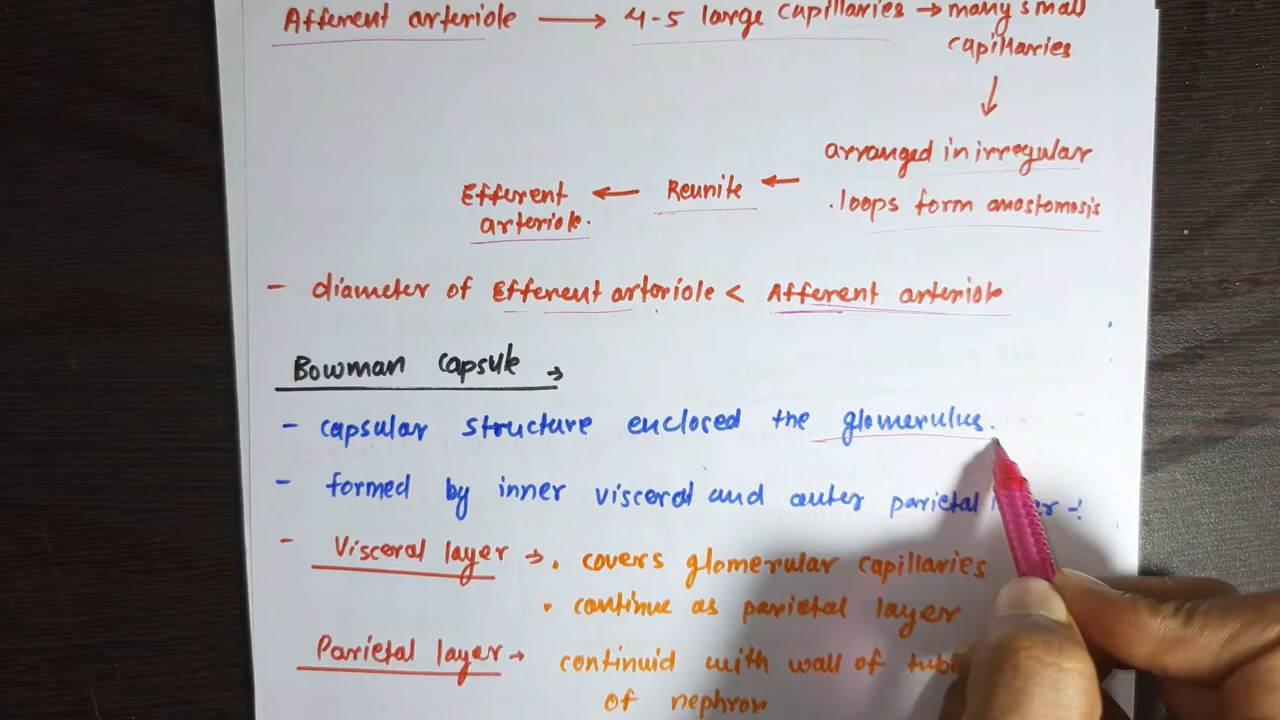 Afferent arteriole → 4-5 large capillaries → many small
capillaries
↓
arranged in irregular
Efferent ← Reunite ← loops form anostomosis
arteriole.
- diameter of Efferent arteriole < Afferent arteriole
Bowman capsule →
- capsular structure enclosed the glomerulus.
- formed by inner visceral and outer parietal
- Visceral layer → • covers glomerular capillaries
• continue as parietal layer
Parietal layer → continuid with wall of
of nephron